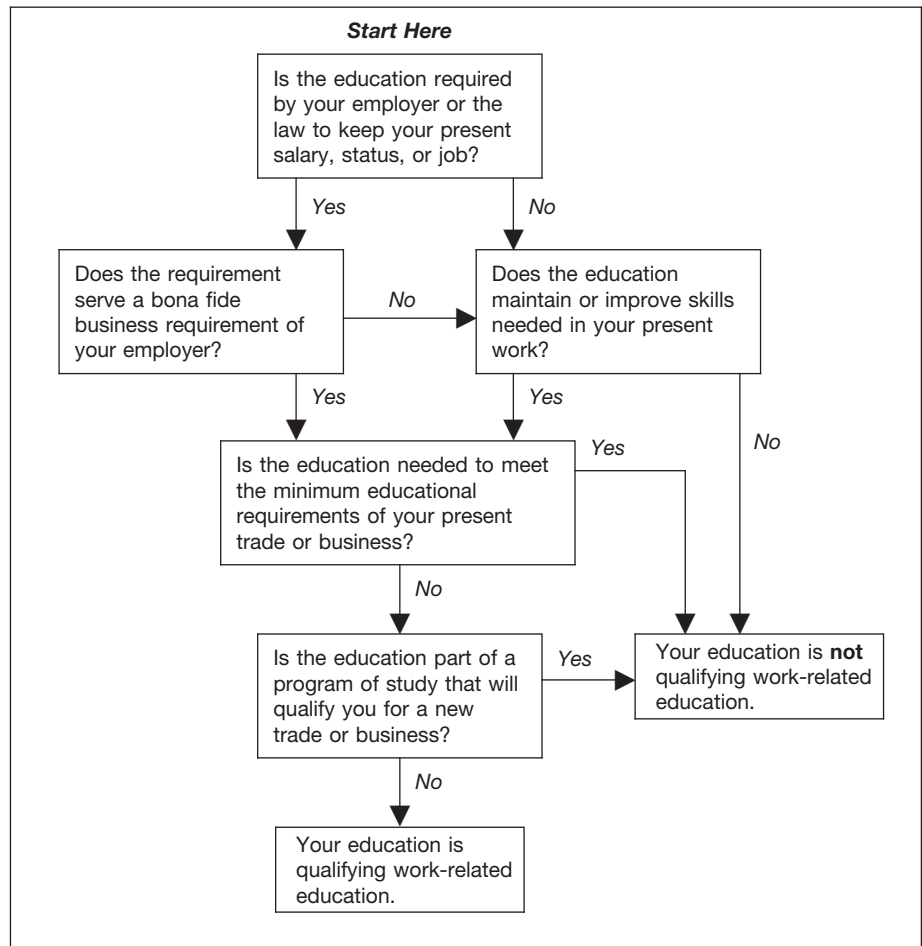 Start Here
Is the education required
by your employer or the
law to keep your present
salary, status, or job?
Yes
No
Does the requirement
serve a bona fide
business requirement of
your employer?
No
Does the education
maintain or improve skills
needed in your present
work?
Yes
Yes
No
Is the education needed to meet
the minimum educational
requirements of your present
trade or business?
Yes
No
Is the education part of a
program of study that will
qualify you for a new
trade or business?
Yes
Your education is not
qualifying work-related
education.
No
Your education is
qualifying work-related
education.